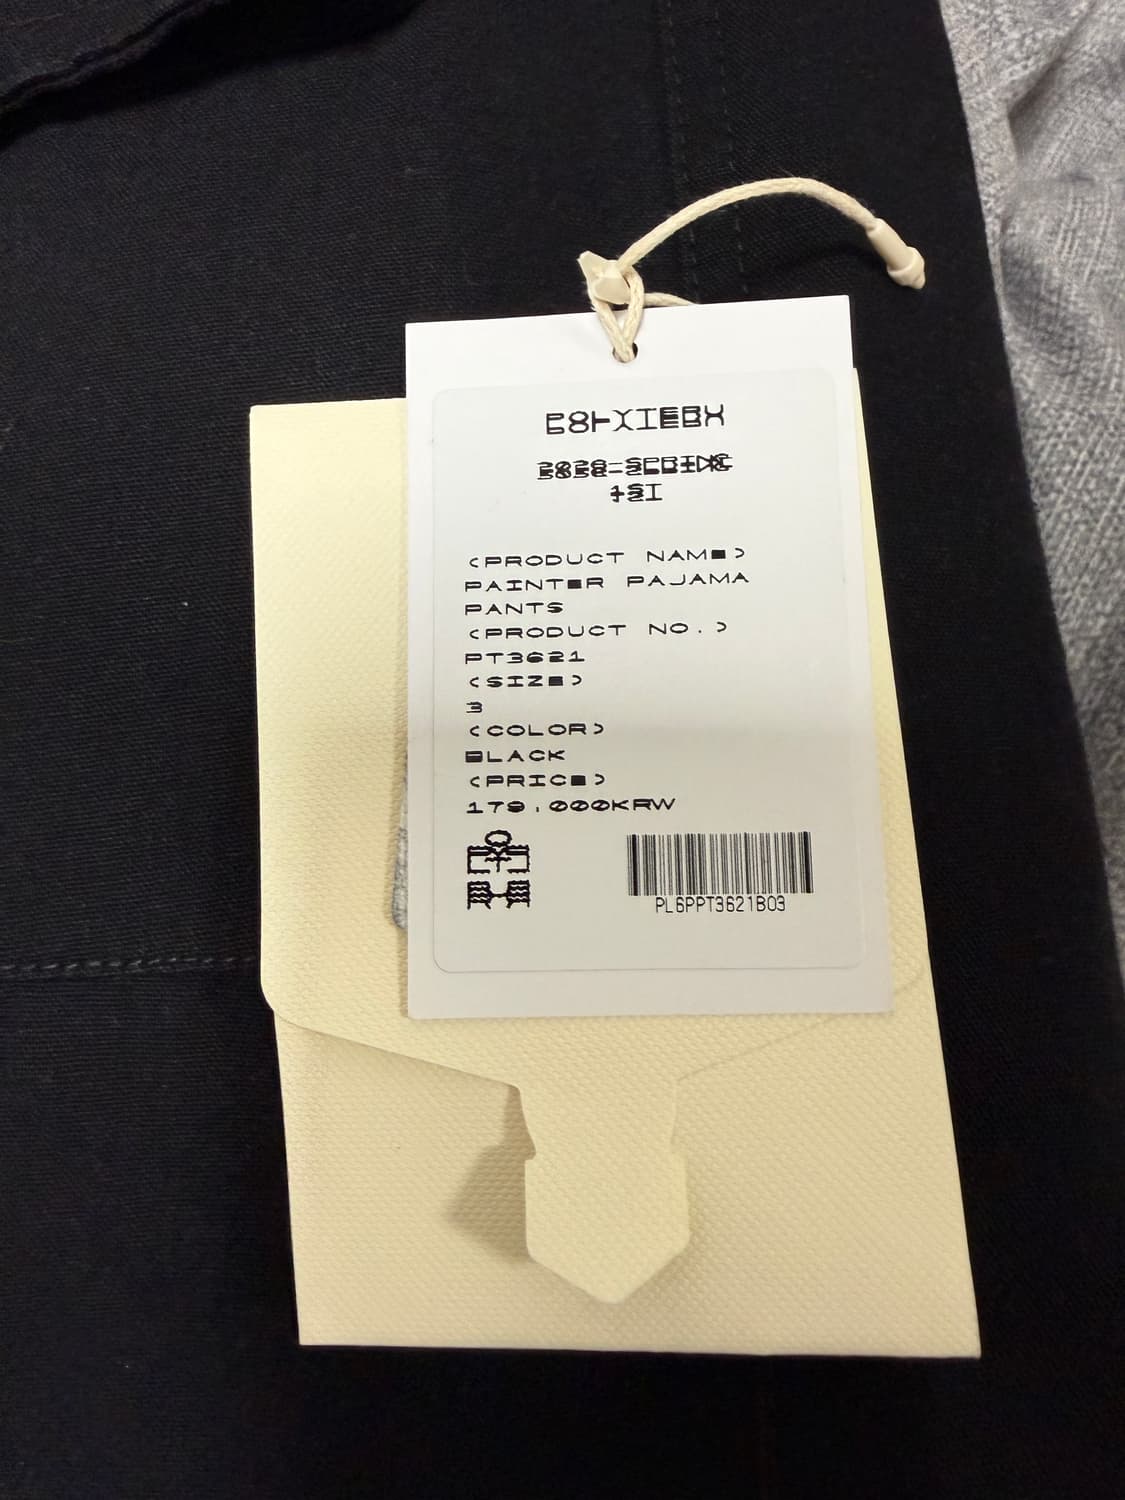 <PRODUCT NAME>
PAINTER PAJAMA
PANTS
<PRODUCT NO.>
PT3621
<SIZE>
3
<COLOR>
BLACK
<PRICE>
179,000KRW
PL6PPT3621B03